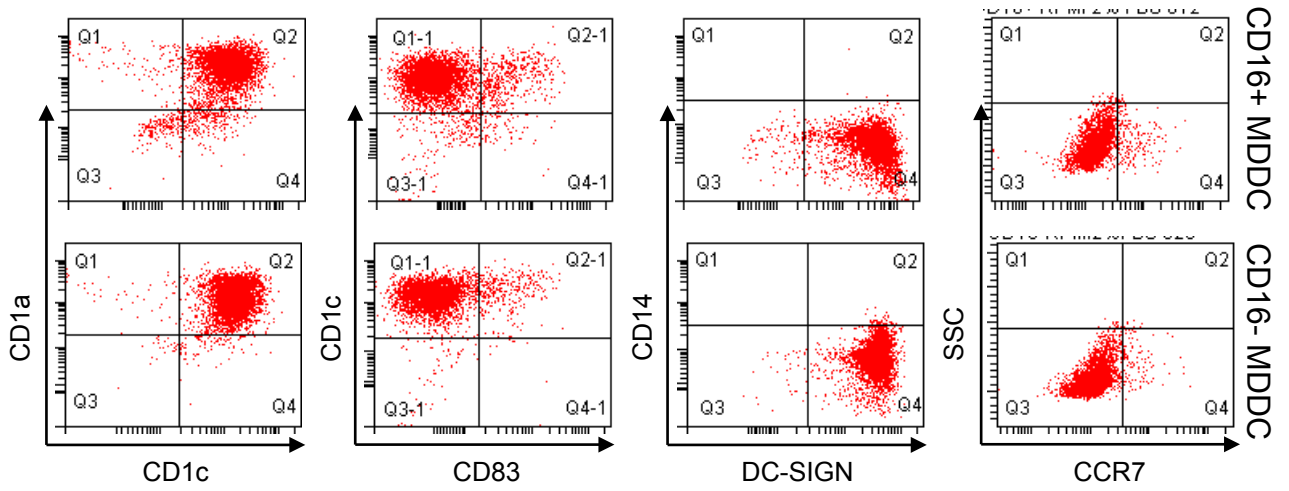 Q1
Q2
Q3
Q4
Q1-1
Q2-1
Q3-1
Q4-1
Q1
Q2
Q3
Q4
Q1
Q2
Q3
Q4
CD16+ MDDC
Q1
Q2
Q3
Q4
CD1a
CD1c
Q1-1
Q2-1
Q3-1
Q4-1
CD1c
CD83
Q1
Q2
Q3
Q4
CD14
DC-SIGN
Q1
Q2
Q3
Q4
SSC
CCR7
CD16- MDDC